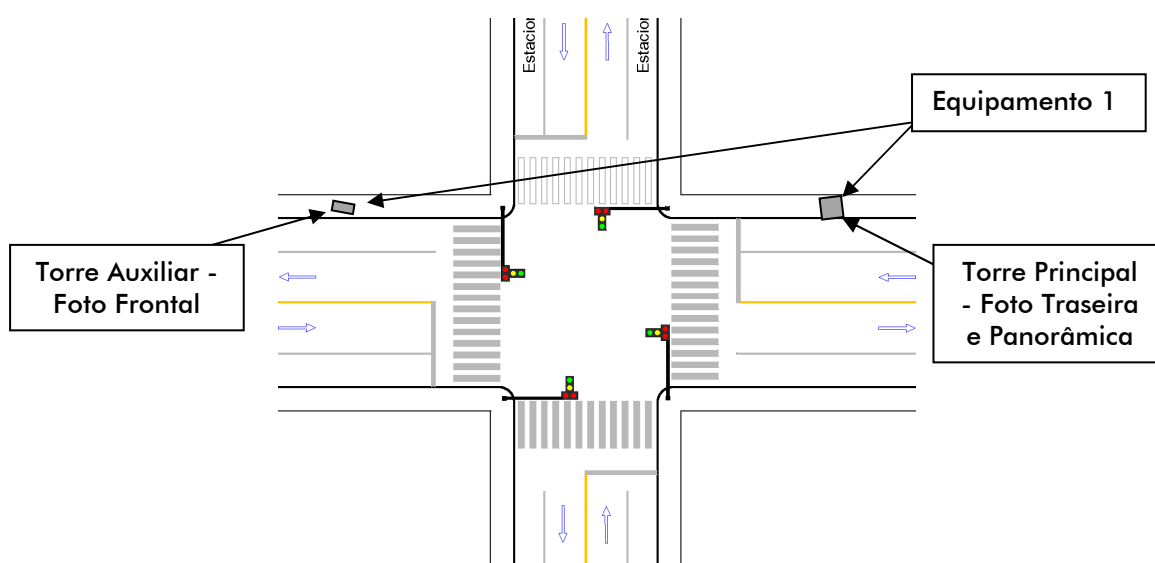 Estacion
Estacion
Equipamento 1
Torre Auxiliar -
Foto Frontal
Torre Principal
- Foto Traseira
e Panorâmica